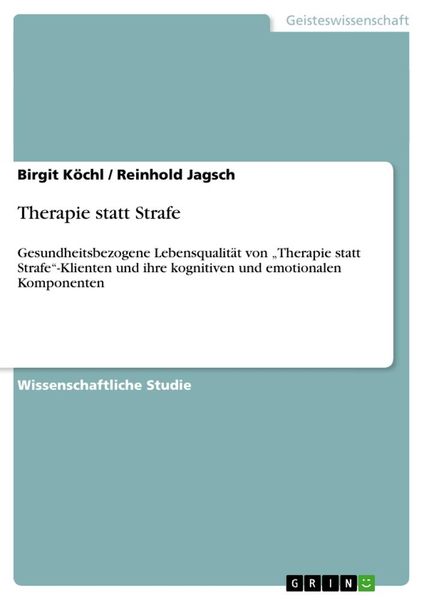 Geisteswissenschaft
Birgit Köchl / Reinhold Jagsch
Therapie statt Strafe
Gesundheitsbezogene Lebensqualität von „Therapie statt
Strafe“-Klienten und ihre kognitiven und emotionalen
Komponenten
Wissenschaftliche Studie
GRIN